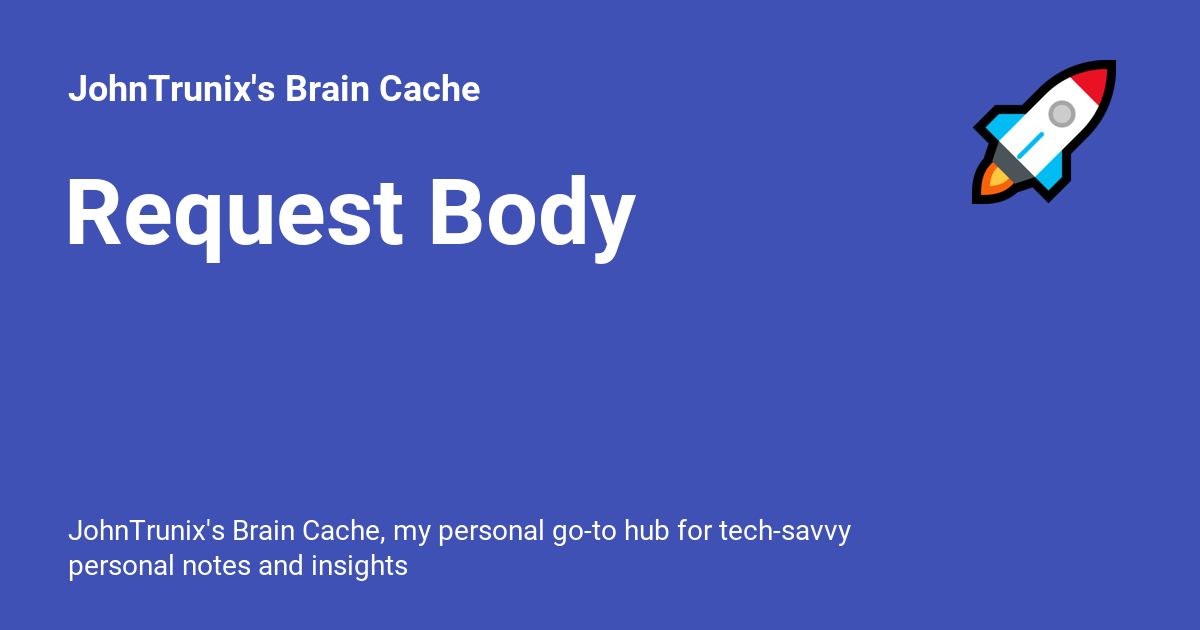 JohnTrunix's Brain Cache
Request Body
JohnTrunix's Brain Cache, my personal go-to hub for tech-savvy
personal notes and insights